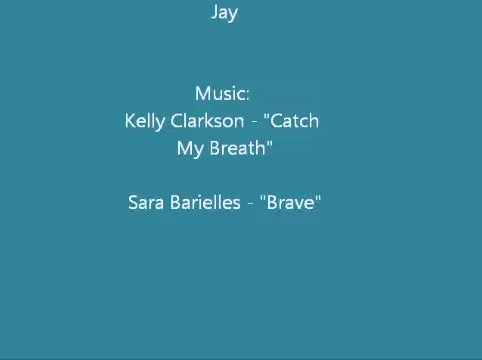 Jay
Music:
Kelly Clarkson - "Catch
My Breath"
Sara Barielles - "Brave"